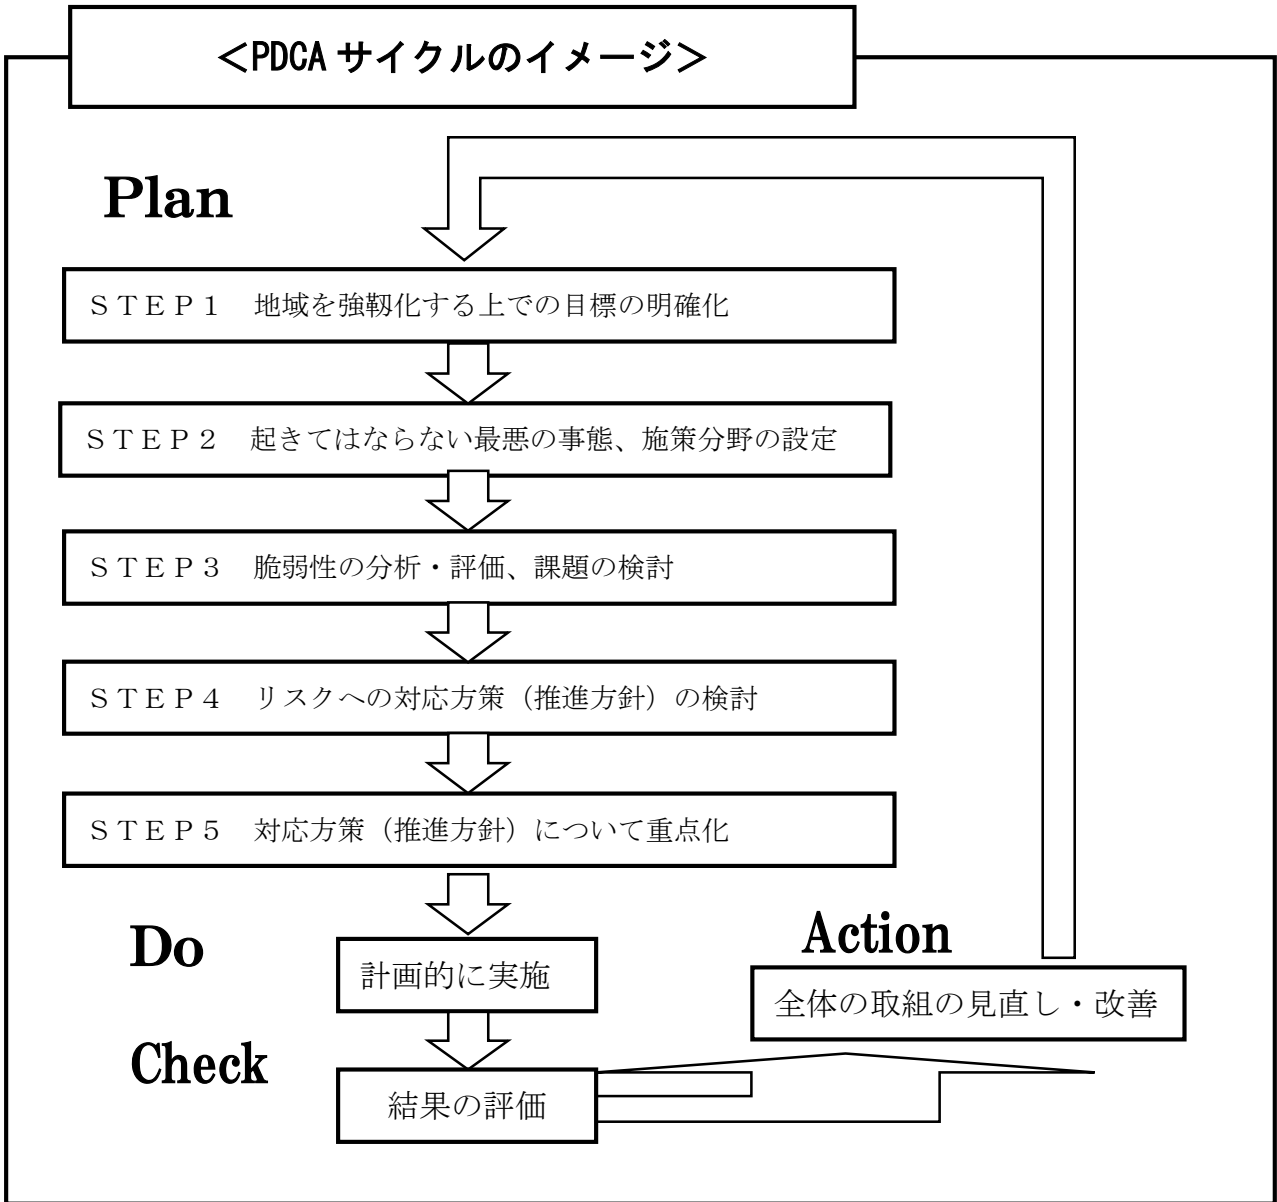 ＜PDCA サイクルのイメージ＞
Plan
ＳＴＥＰ１　地域を強靱化する上での目標の明確化
ＳＴＥＰ２　起きてはならない最悪の事態、施策分野の設定
ＳＴＥＰ３　脆弱性の分析・評価、課題の検討
ＳＴＥＰ４　リスクへの対応方策（推進方針）の検討
ＳＴＥＰ５　対応方策（推進方針）について重点化
Do
計画的に実施
Action
全体の取組の見直し・改善
Check
結果の評価